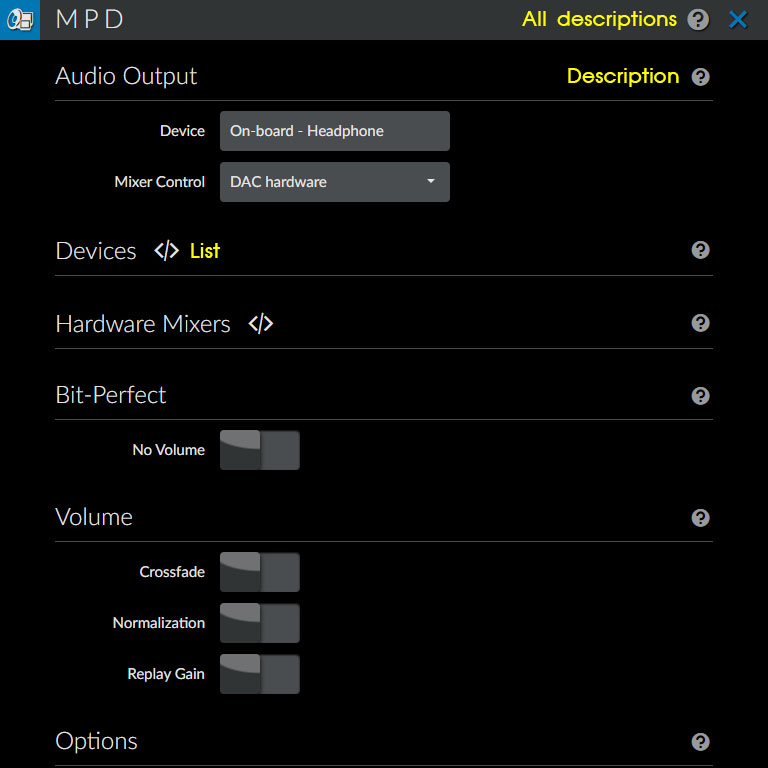 MPD All descriptions
Audio Output Description
Device On-board - Headphone
Mixer Control DAC hardware
Devices </> List
Hardware Mixers </>
Bit-Perfect
No Volume
Volume
Crossfade
Normalization
Replay Gain
Options